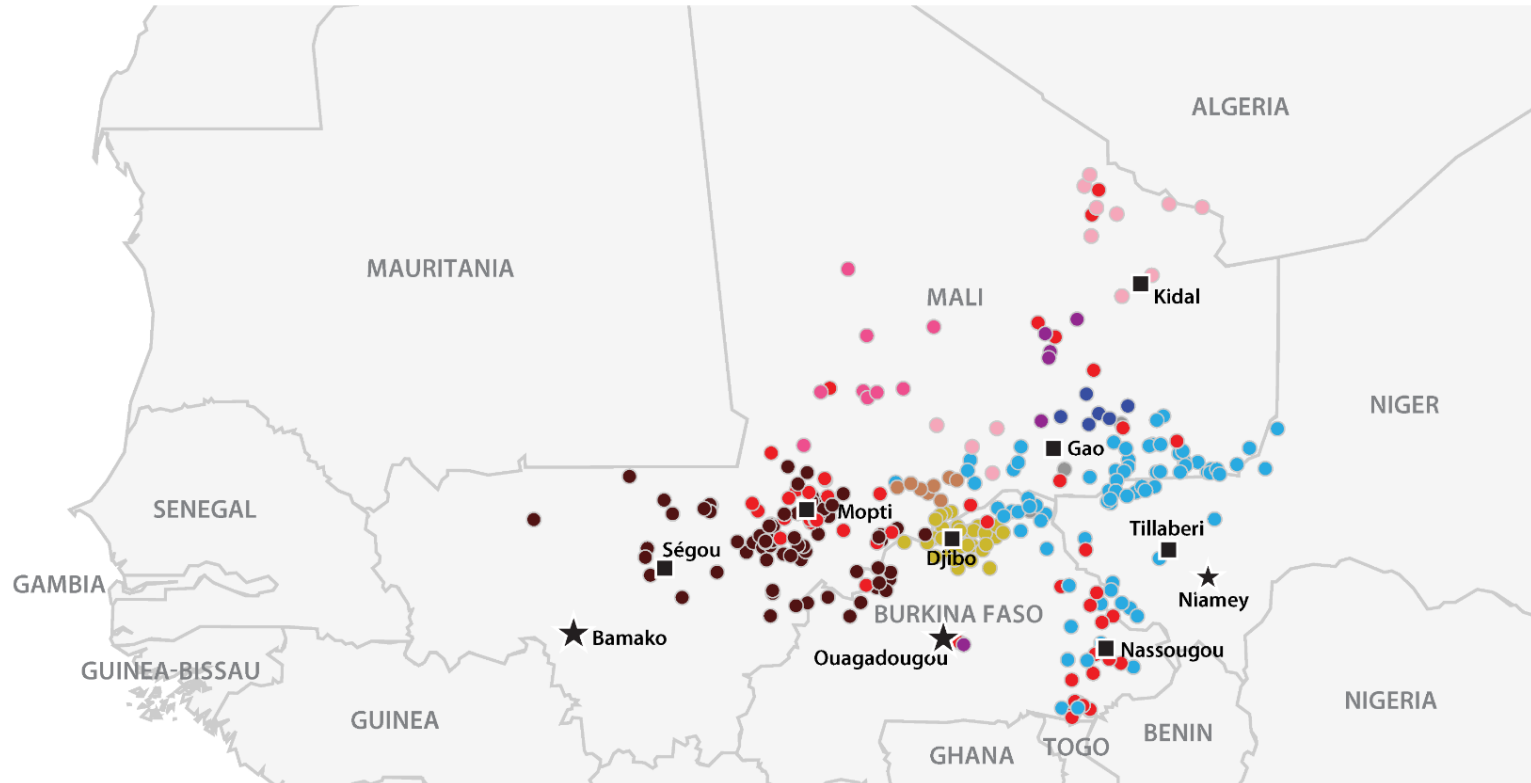 ALGERIA
MAURITANIA
MALI
Kidal
NIGER
Gao
SENEGAL
Mopti
Tillaberi
Ségou
Djibo
GAMBIA
Niamey
BURKINA FASO
Bamako
Ouagadougou
Nassougou
GUINEA-BISSAU
NIGERIA
GUINEA
BENIN
TOGO
GHANA